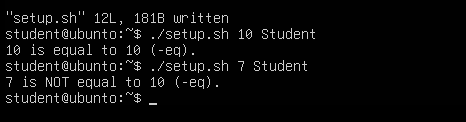 "setup.sh" 12L, 181B written
student@ubunto:~$ ./setup.sh 10 Student
10 is equal to 10 (-eq).
student@ubunto:~$ ./setup.sh 7 Student
7 is NOT equal to 10 (-eq).
student@ubunto:~$ _